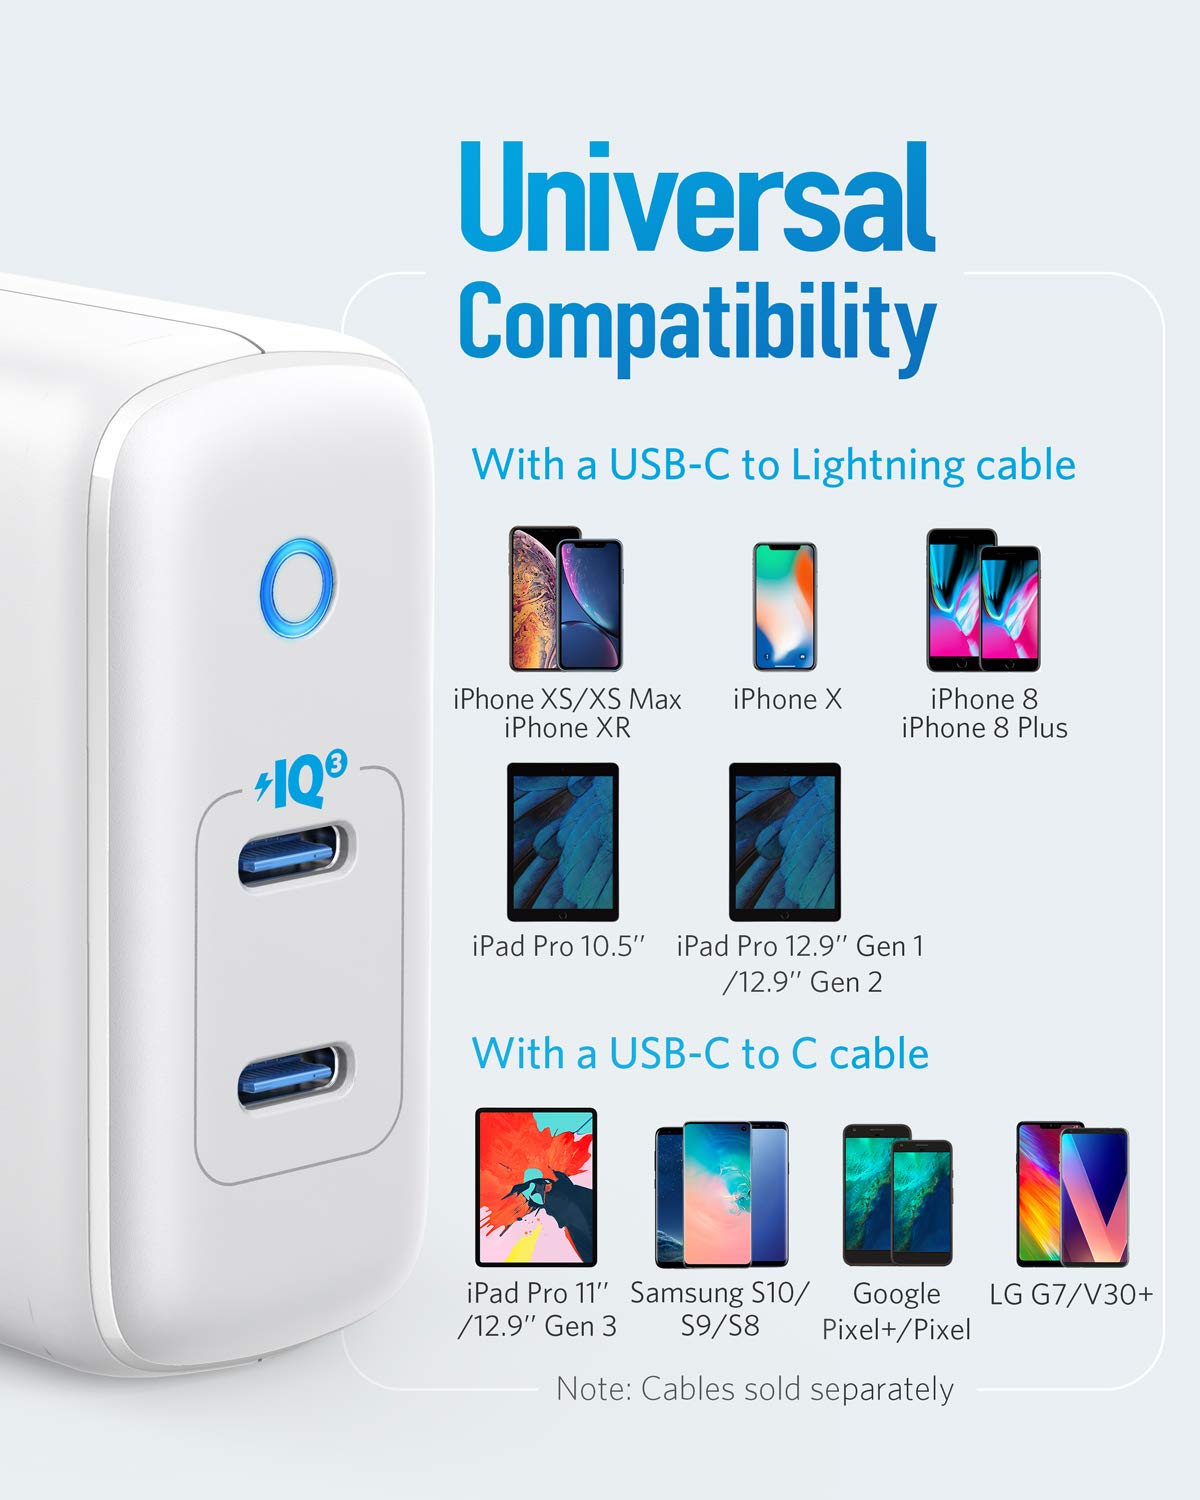 Universal
Compatibility
With a USB-C to Lightning cable
iPhone XS/XS Max
iPhone XR
iPhone X
iPhone 8
iPhone 8 Plus
IQ3
iPad Pro 10.5’’
iPad Pro 12.9’’ Gen 1
/12.9’’ Gen 2
With a USB-C to C cable
iPad Pro 11’’
/12.9’’ Gen 3
Samsung S10/
S9/S8
Google
Pixel+/Pixel
LG G7/V30+
Note: Cables sold separately